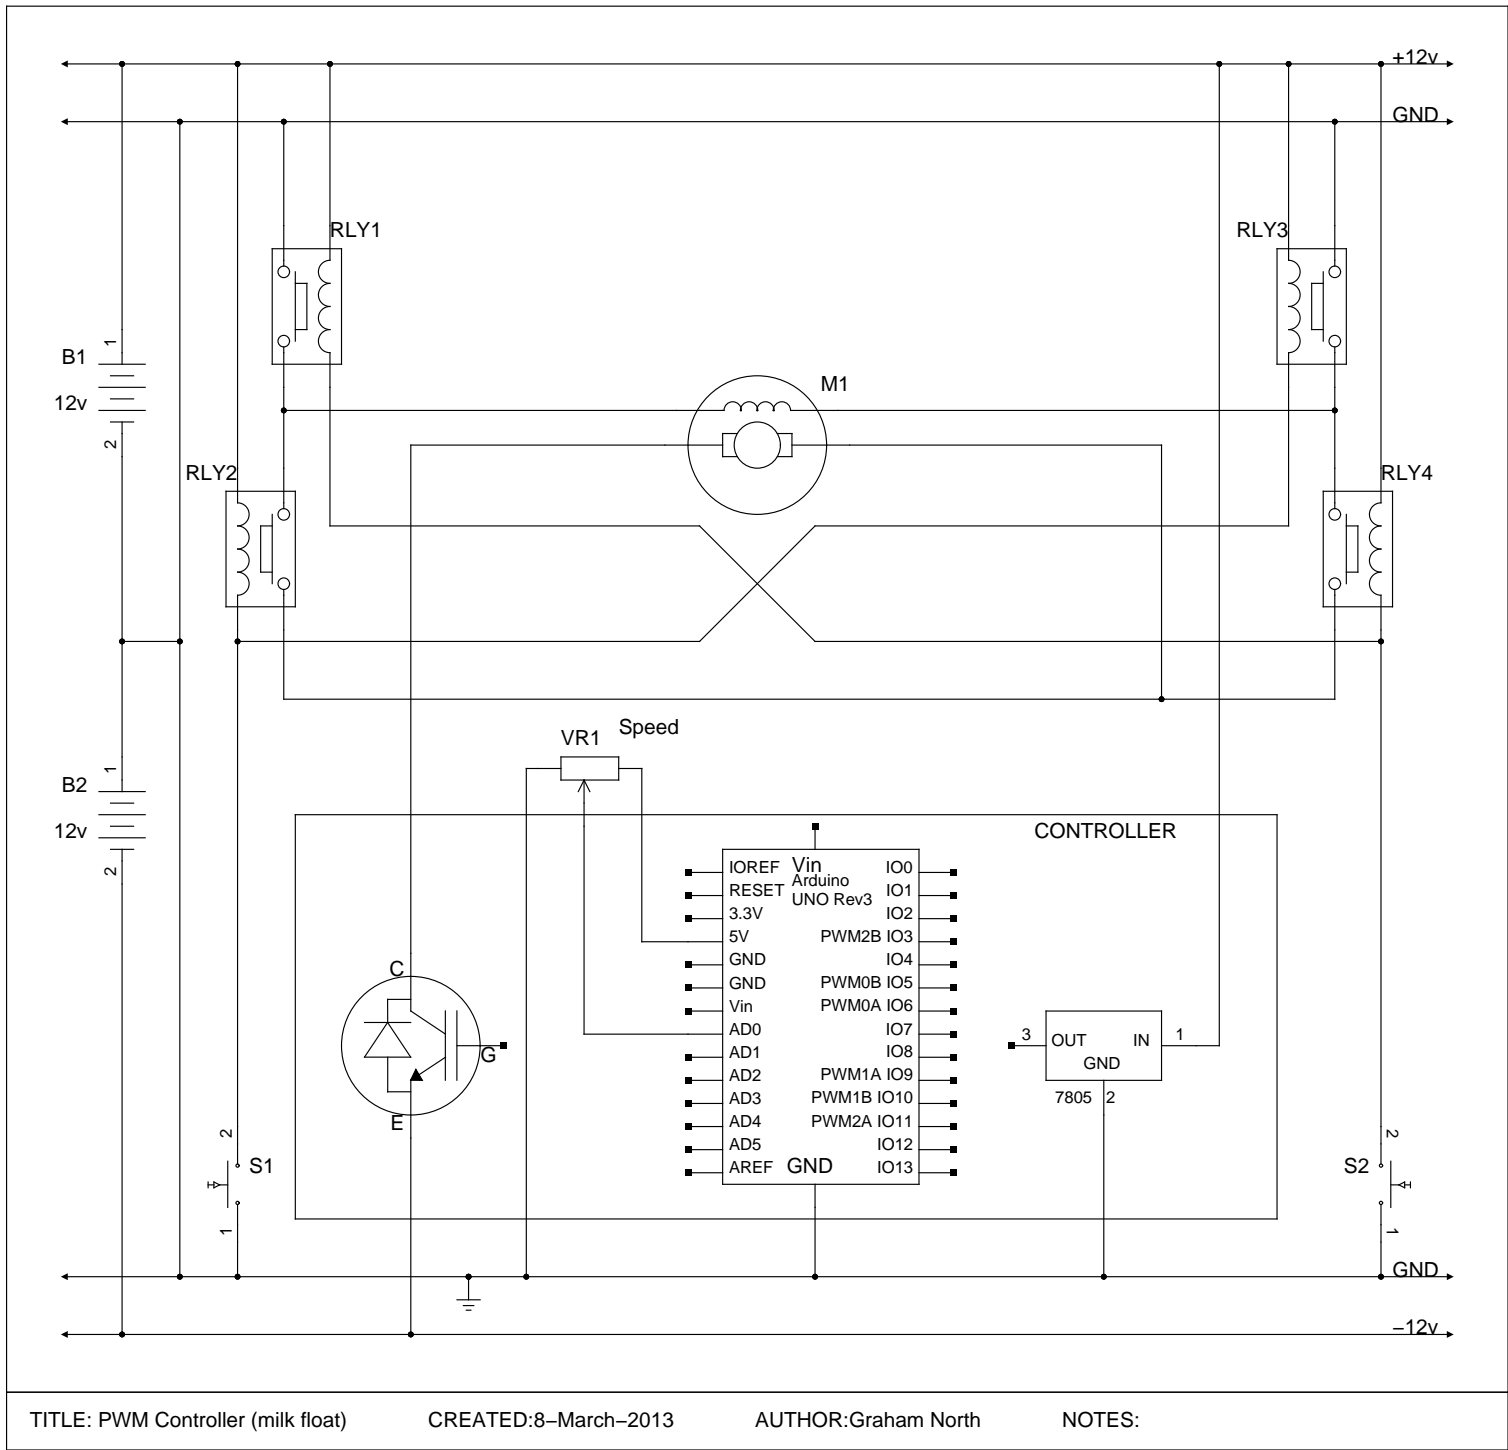 +12v
GND
RLY1
RLY3
B1
12v
1
2
M1
RLY2
RLY4
Speed
VR1
B2
12v
1
2
CONTROLLER
Vin
Arduino
UNO Rev3
IOREF
RESET
3.3V
5V
GND
GND
Vin
AD0
AD1
AD2
AD3
AD4
AD5
AREF
GND
IO0
IO1
IO2
PWM2B IO3
IO4
PWM0B IO5
PWM0A IO6
IO7
IO8
PWM1A IO9
PWM1B IO10
PWM2A IO11
IO12
IO13
C
G
E
3
OUT
IN
1
GND
7805
2
2
S1
1
2
S2
1
GND
−12v
TITLE: PWM Controller (milk float) CREATED:8−March−2013 AUTHOR:Graham North NOTES: